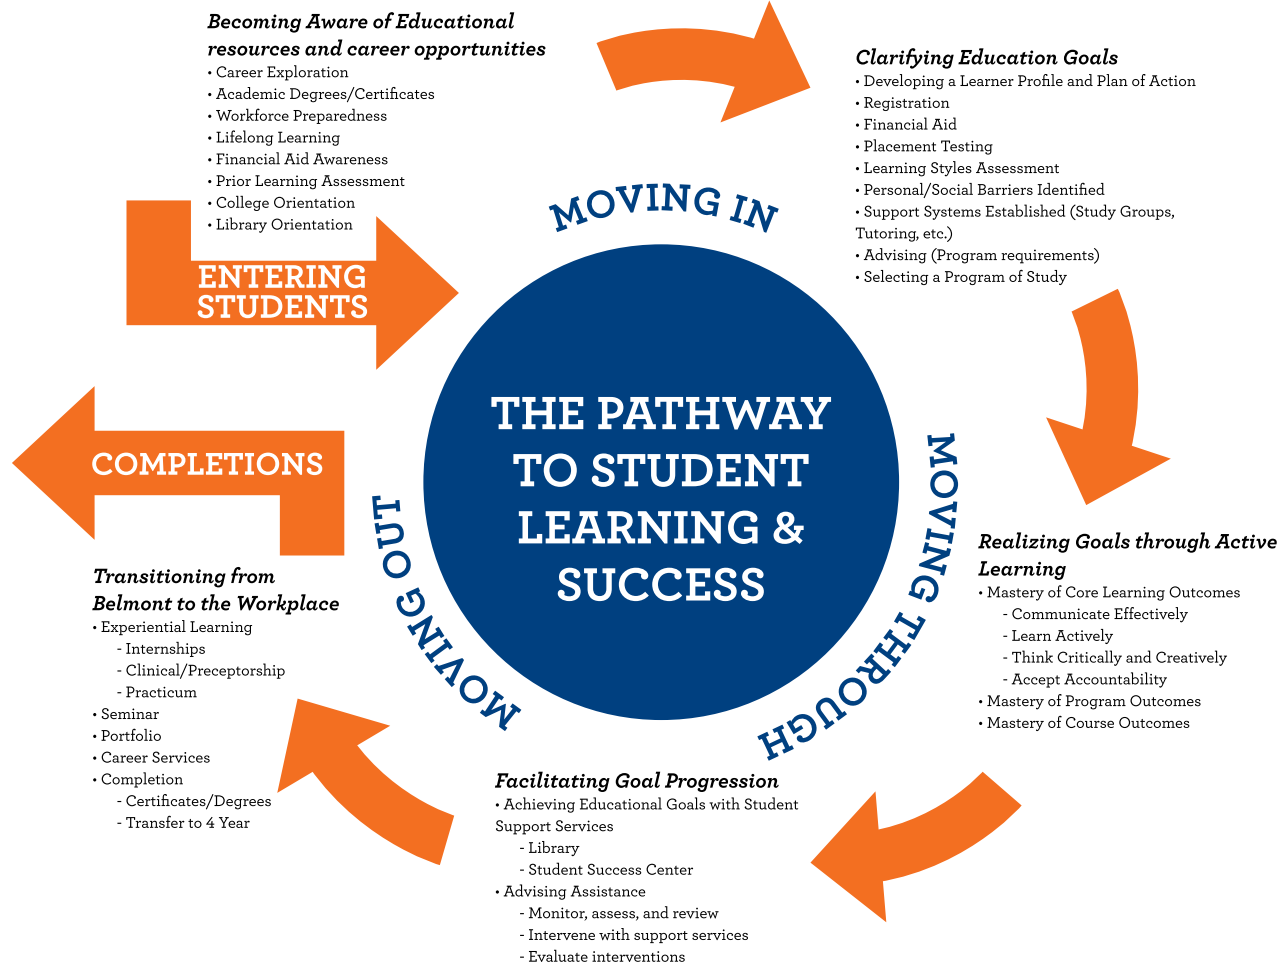 Becoming Aware of Educational
resources and career opportunities
• Career Exploration
• Academic Degrees/Certificates
• Workforce Preparedness
• Lifelong Learning
• Financial Aid Awareness
• Prior Learning Assessment
• College Orientation
• Library Orientation
ENTERING
STUDENTS
MOVING IN
Clarifying Education Goals
• Developing a Learner Profile and Plan of Action
• Registration
• Financial Aid
• Placement Testing
• Learning Styles Assessment
• Personal/Social Barriers Identified
• Support Systems Established (Study Groups,
Tutoring, etc.)
• Advising (Program requirements)
• Selecting a Program of Study
THE PATHWAY
TO STUDENT
LEARNING &
SUCCESS
MOVING THROUGH
Realizing Goals through Active
Learning
• Mastery of Core Learning Outcomes
- Communicate Effectively
- Learn Actively
- Think Critically and Creatively
- Accept Accountability
• Mastery of Program Outcomes
• Mastery of Course Outcomes
Facilitating Goal Progression
• Achieving Educational Goals with Student
Support Services
- Library
- Student Success Center
• Advising Assistance
- Monitor, assess, and review
- Intervene with support services
- Evaluate interventions
MOVING OUT
Transitioning from
Belmont to the Workplace
• Experiential Learning
- Internships
- Clinical/Preceptorship
- Practicum
• Seminar
• Portfolio
• Career Services
• Completion
- Certificates/Degrees
- Transfer to 4 Year
COMPLETIONS